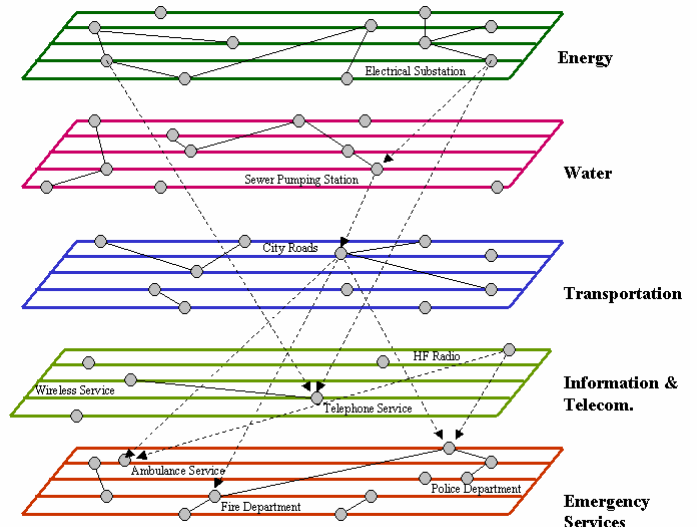 Energy
Electrical Substation
Water
Sewer Pumping Station
City Roads
Transportation
HF Radio
Information &
Telecom.
Wireless Service
Telephone Service
Ambulance Service
Police Department
Fire Department
Emergency
Services